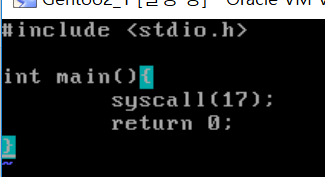 #include <stdio.h>
int main(){
syscall(17);
return 0;
}
~